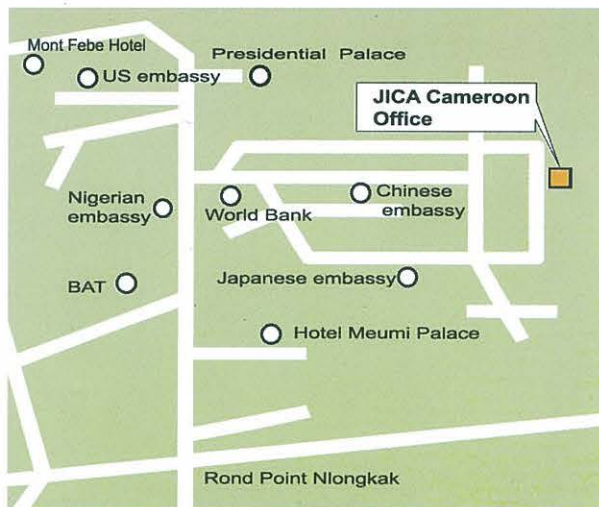 Mont Febe Hotel
US embassy
Presidential Palace
JICA Cameroon
Office
Nigerian
embassy
World Bank
Chinese
embassy
BAT
Japanese embassy
Hotel Meumi Palace
Rond Point Nlongkak